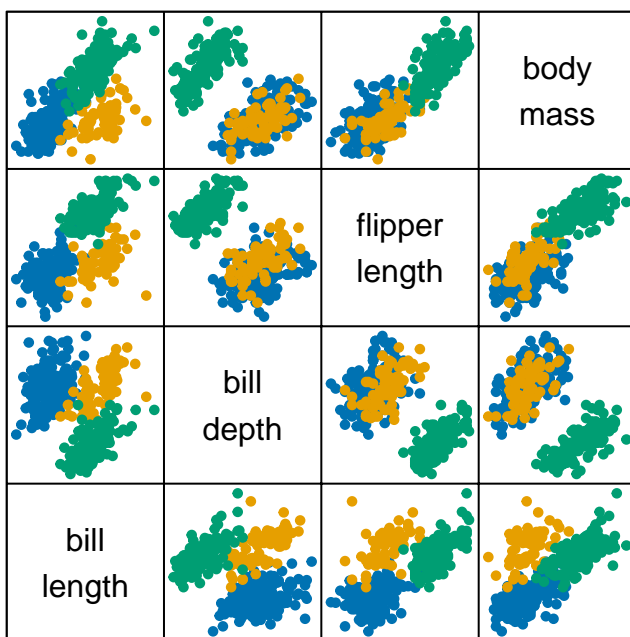 body
mass
flipper
length
bill
depth
bill
length